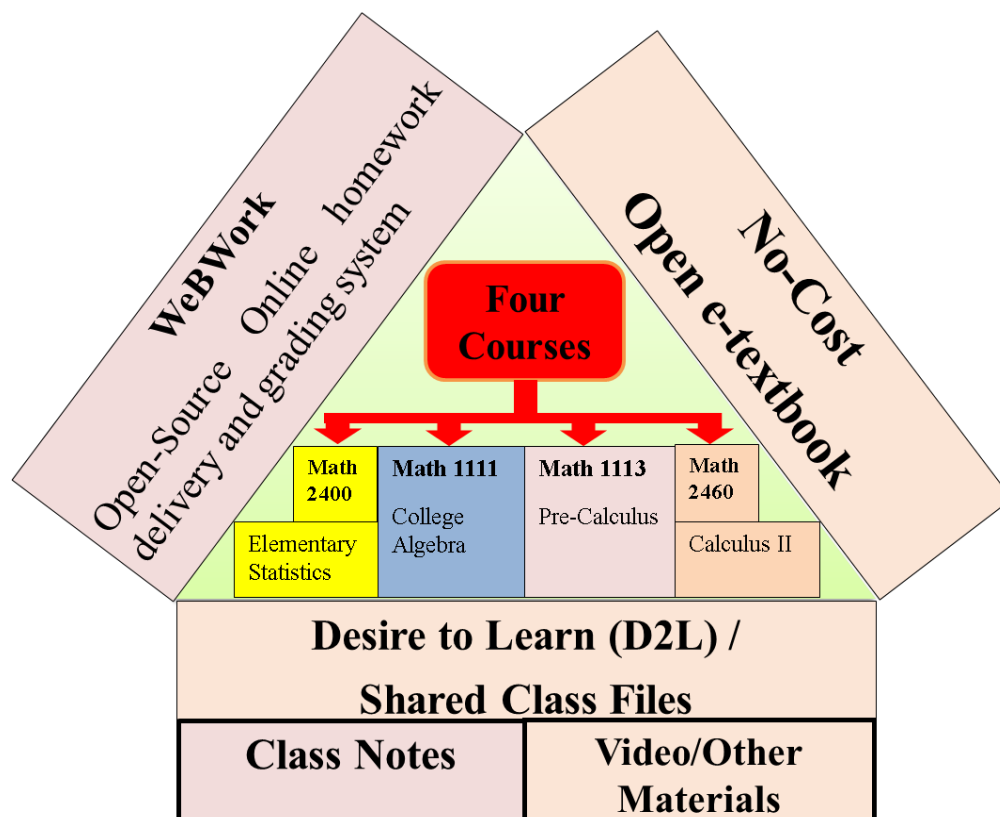 WeBWork
Open-Source Online homework
delivery and grading system
No-Cost
Open e-textbook
Four
Courses
Math
2400
Elementary
Statistics
Math 1111
College
Algebra
Math 1113
Pre-Calculus
Math
2460
Calculus II
Desire to Learn (D2L) /
Shared Class Files
Class Notes
Video/Other
Materials